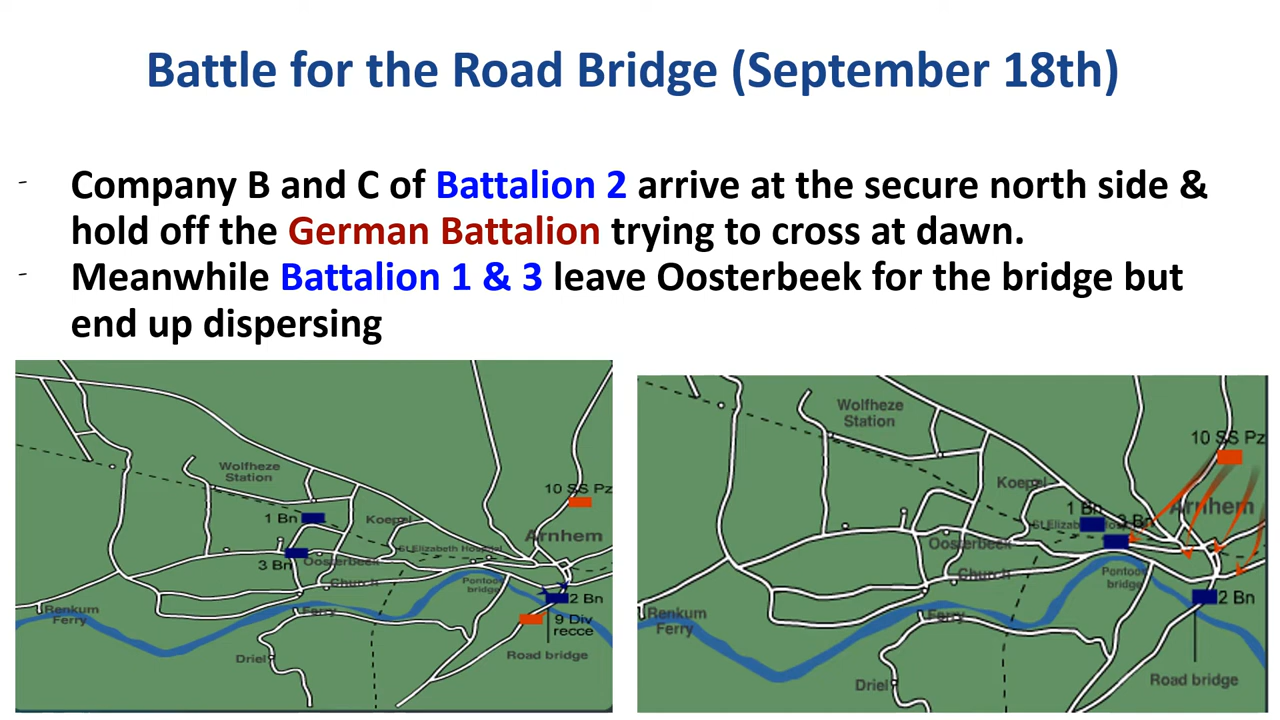 Battle for the Road Bridge (September 18th)
- Company B and C of Battalion 2 arrive at the secure north side &
hold off the German Battalion trying to cross at dawn.
- Meanwhile Battalion 1 & 3 leave Oosterbeek for the bridge but
end up dispersing
Wolfheze
Station
10 SS Pz
1 Bn
Koepel
Arnhem
St Elizabeth Hospital
3 Bn
Oosterbeek
Church
Pontoon
bridge
2 Bn
Renkum
Ferry
Ferry
9 Div
recce
Driel
Road bridge
Wolfheze
Station
10 SS Pz
Koepel
1 Bn
Arnhem
3 Bn
Oosterbeek
Church
Pontoon
bridge
2 Bn
Renkum
Ferry
Ferry
Road bridge
Driel